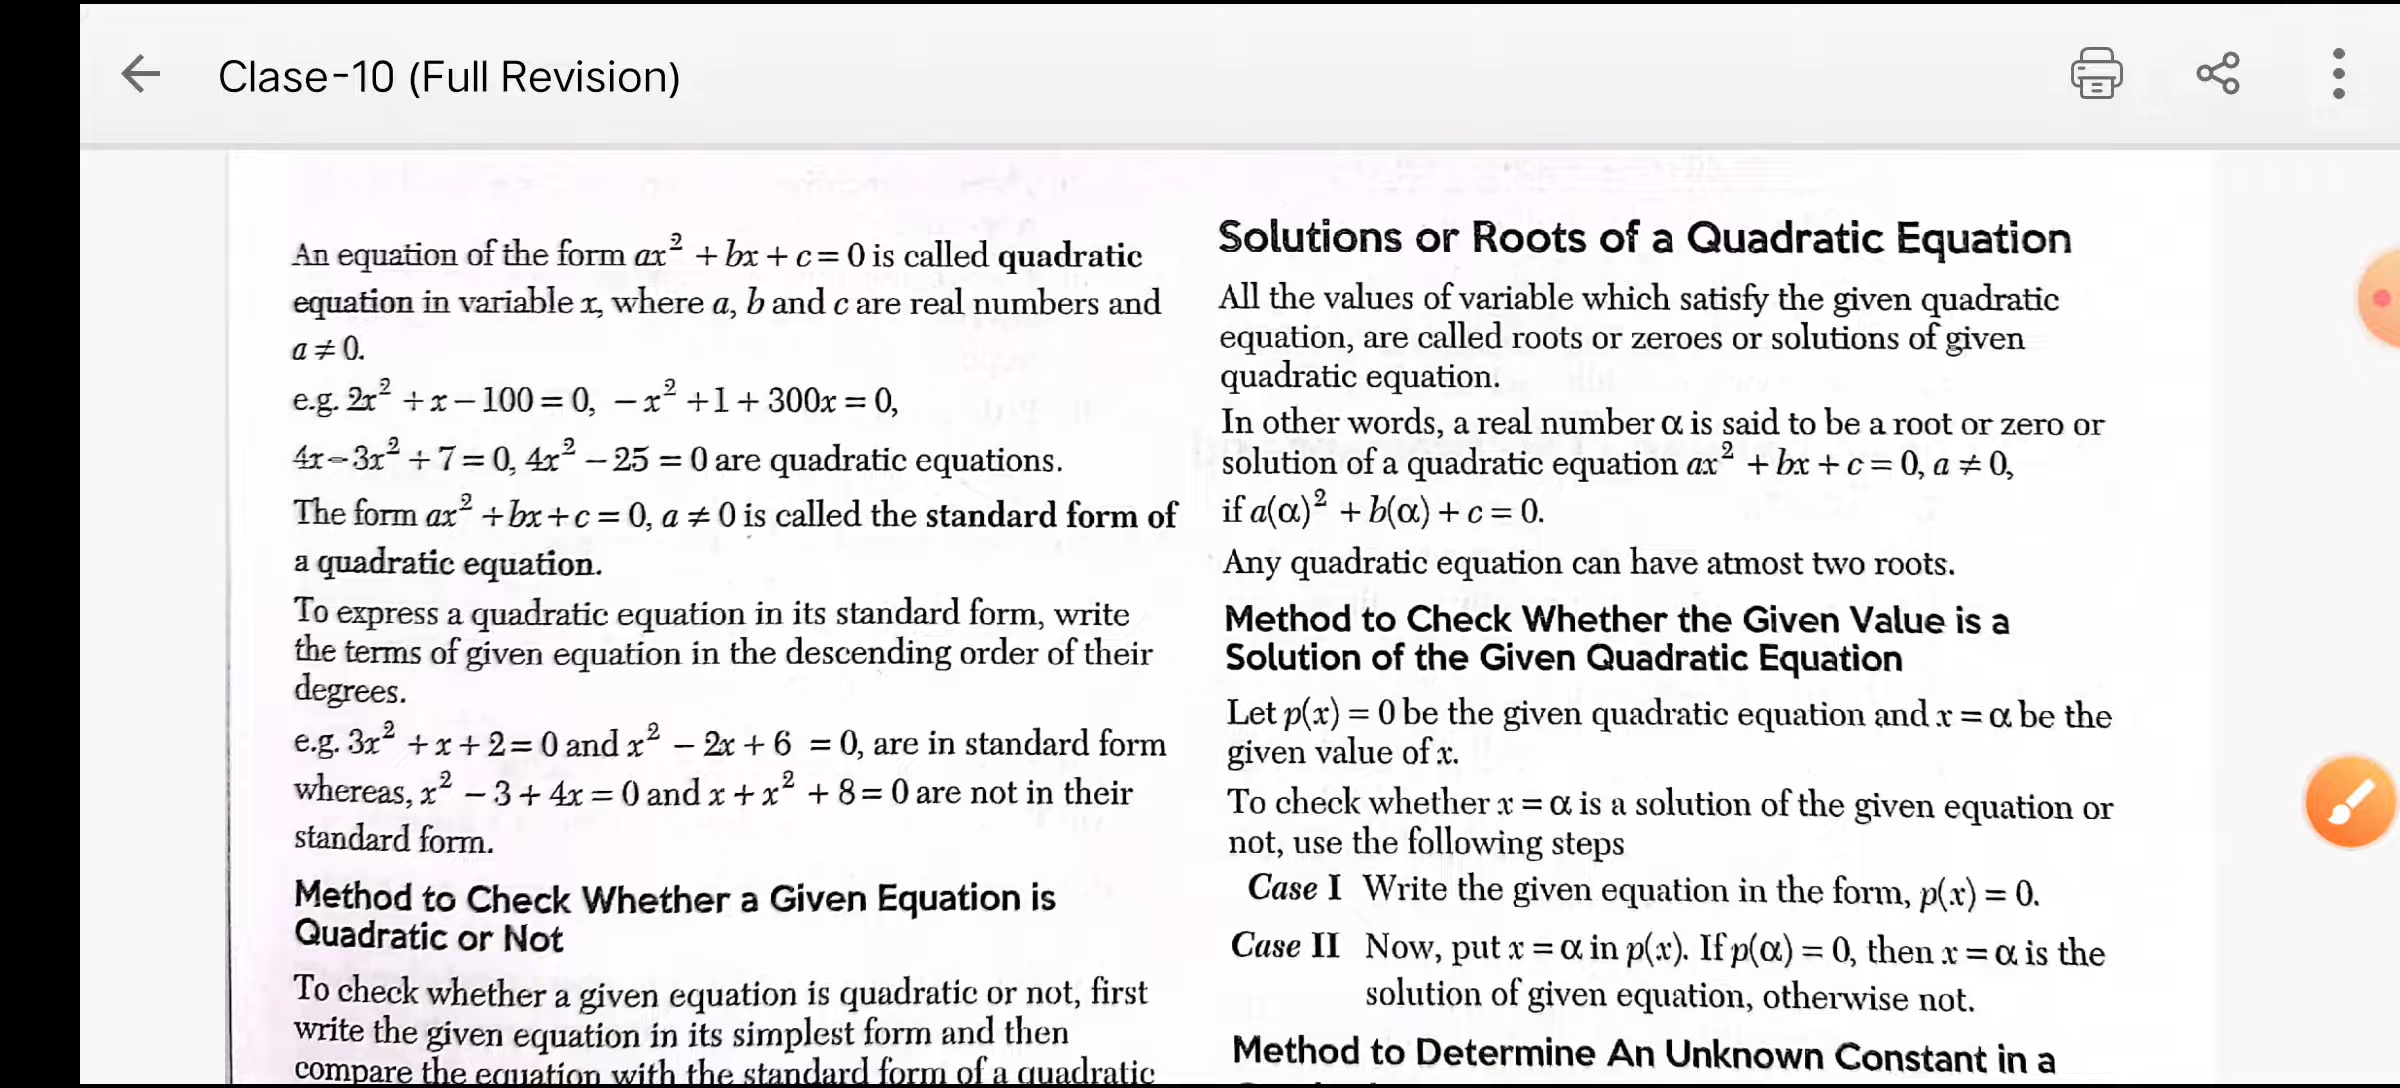 Clase-10 (Full Revision)
An equation of the form ax² + bx + c = 0 is called quadratic
equation in variable x, where a, b and c are real numbers and
a ≠ 0.
e.g. 2x² + x – 100 = 0, – x² + 1 + 300x = 0,
4x – 3x² + 7 = 0, 4x² – 25 = 0 are quadratic equations.
The form ax² + bx + c = 0, a ≠ 0 is called the standard form of
a quadratic equation.
To express a quadratic equation in its standard form, write
the terms of given equation in the descending order of their
degrees.
e.g. 3x² + x + 2 = 0 and x² – 2x + 6 = 0, are in standard form
whereas, x² – 3 + 4x = 0 and x + x² + 8 = 0 are not in their
standard form.
Method to Check Whether a Given Equation is
Quadratic or Not
To check whether a given equation is quadratic or not, first
write the given equation in its simplest form and then
compare the equation with the standard form of a quadratic
Solutions or Roots of a Quadratic Equation
All the values of variable which satisfy the given quadratic
equation, are called roots or zeroes or solutions of given
quadratic equation.
In other words, a real number α is said to be a root or zero or
solution of a quadratic equation ax² + bx + c = 0, a ≠ 0,
if a(α)² + b(α) + c = 0.
Any quadratic equation can have atmost two roots.
Method to Check Whether the Given Value is a
Solution of the Given Quadratic Equation
Let p(x) = 0 be the given quadratic equation and x = α be the
given value of x.
To check whether x = α is a solution of the given equation or
not, use the following steps
Case I Write the given equation in the form, p(x) = 0.
Case II Now, put x = α in p(x). If p(α) = 0, then x = α is the
solution of given equation, otherwise not.
Method to Determine An Unknown Constant in a